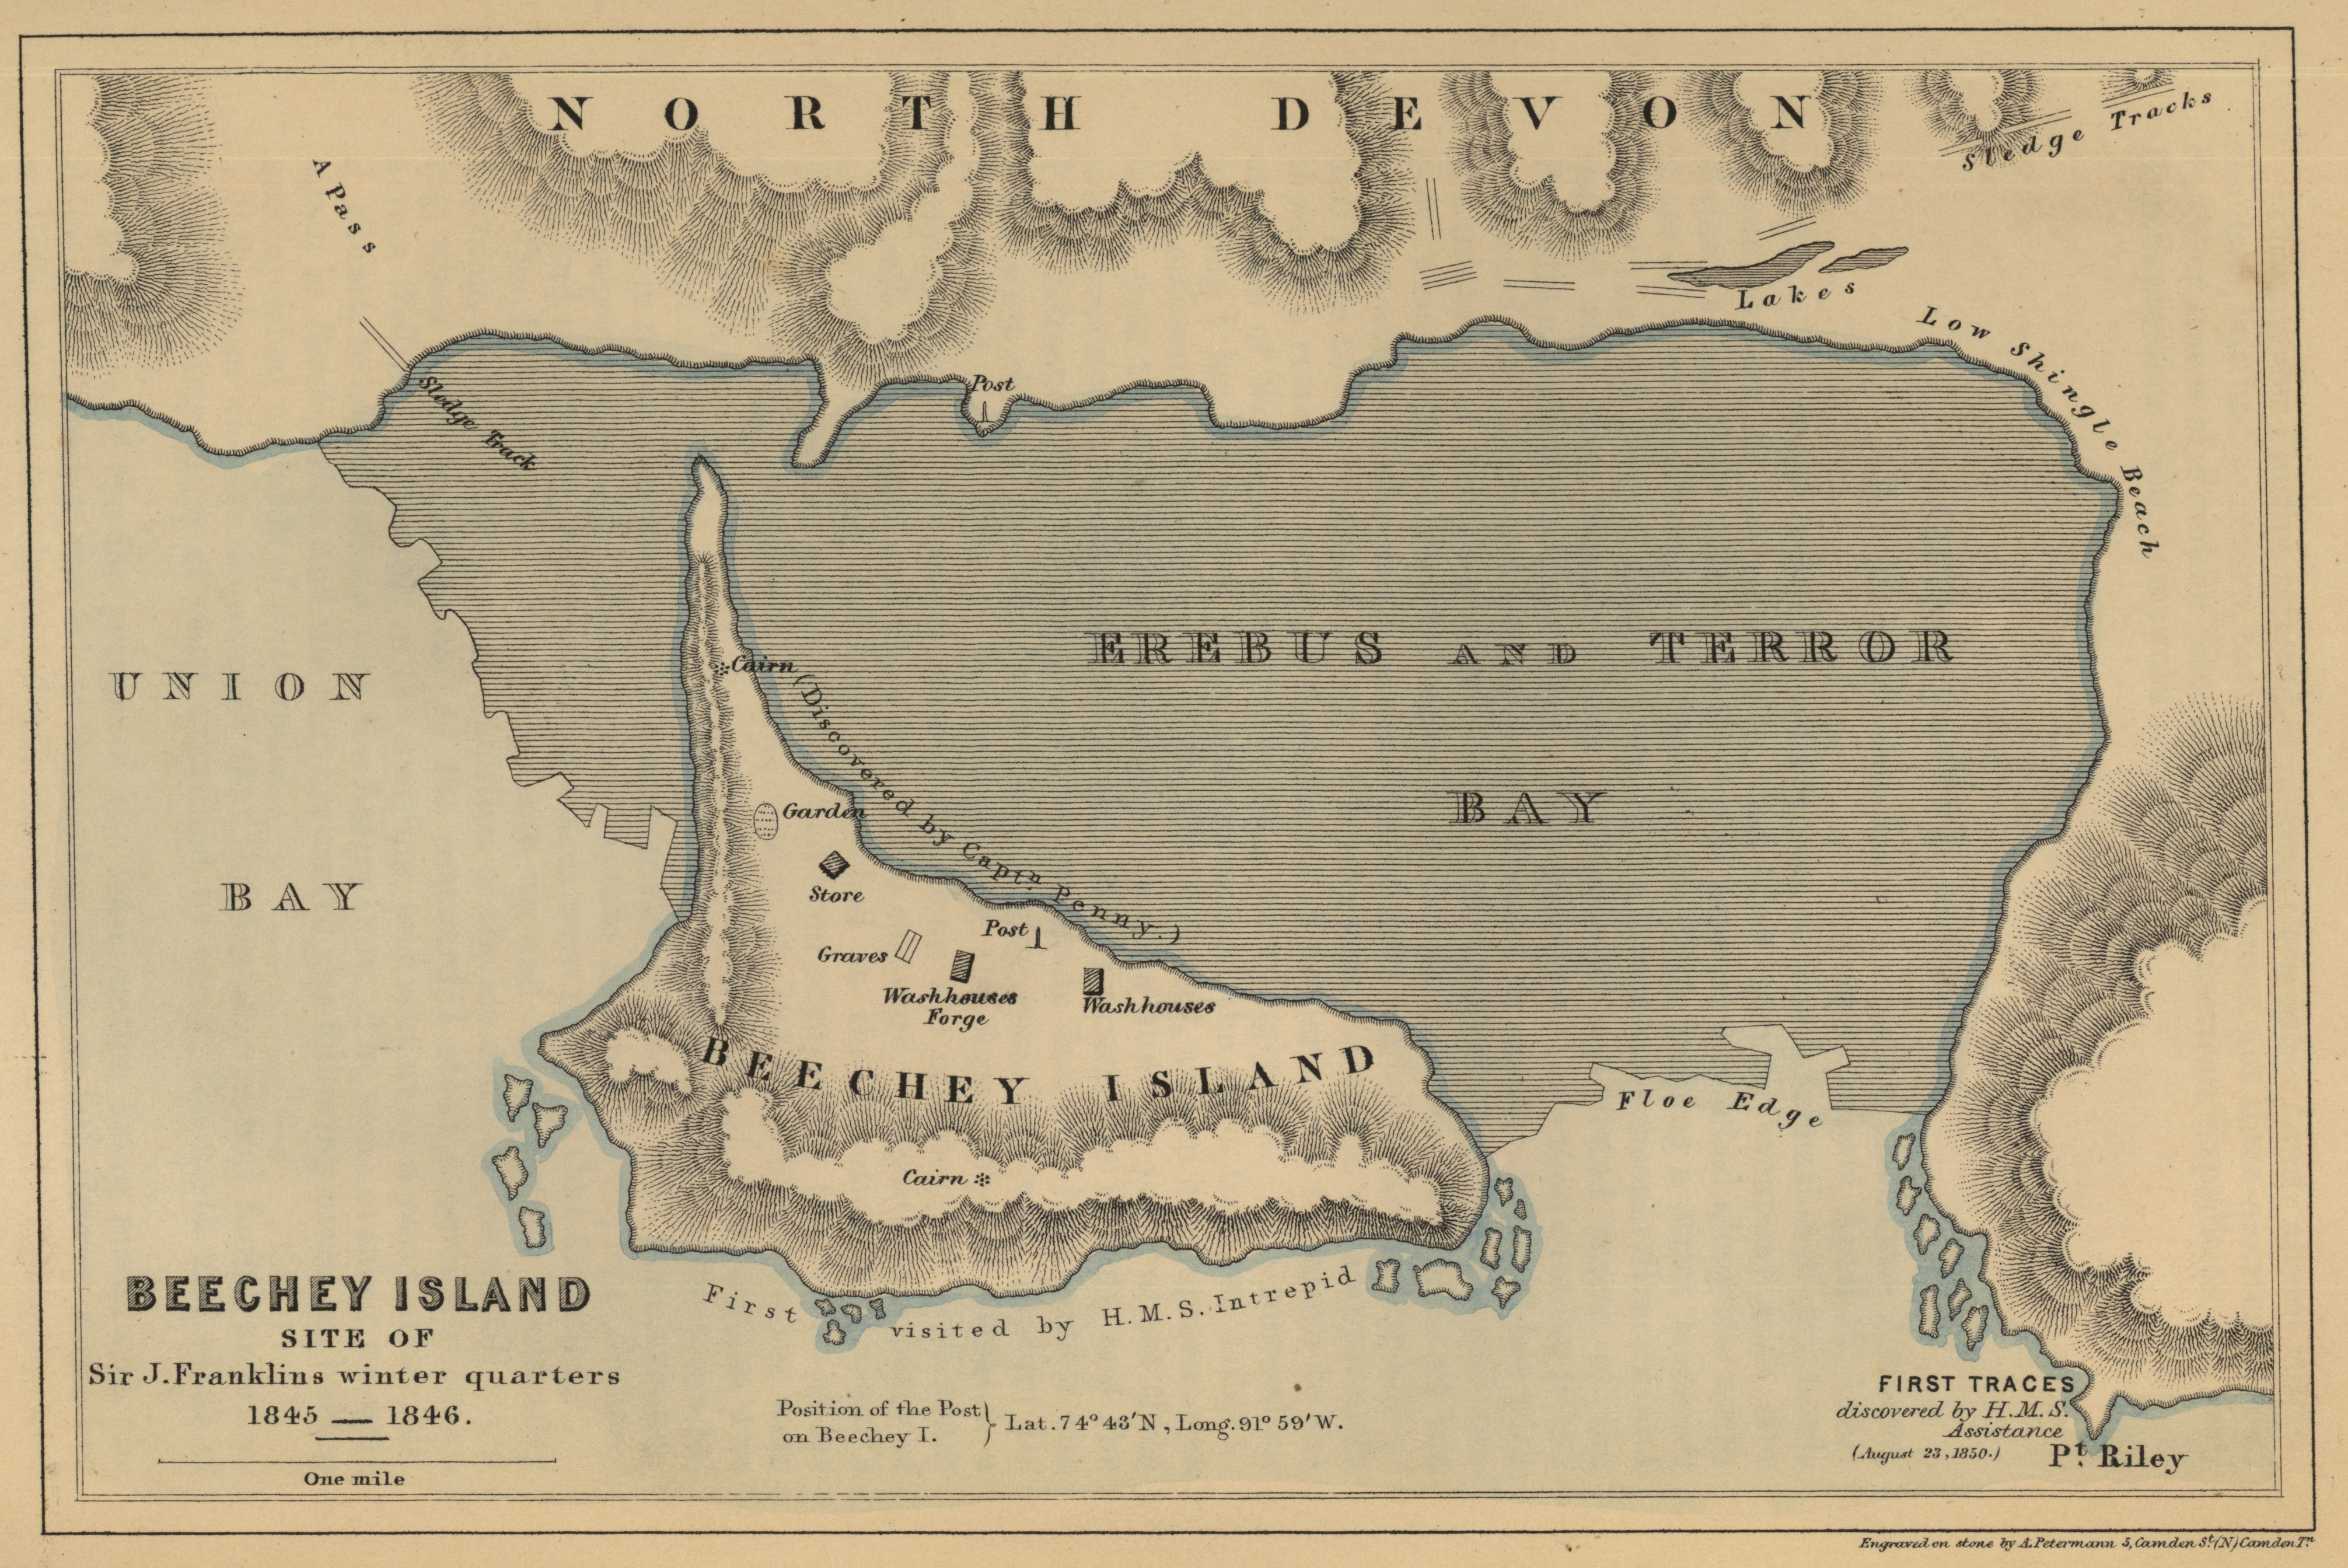 NORTH DEVON
Sledge Tracks
A Pass
Lakes
Low Shingle Beach
Sledge Track
Post
EREBUS AND TERROR
BAY
UNION
BAY
Cairn
(Discovered by Captn Penny.)
Garden
Store
Post
Graves
Washhouses
Forge
Washhouses
BEECHEY ISLAND
Floe Edge
Cairn
First visited by H.M.S. Intrepid
BEECHEY ISLAND
SITE OF
Sir J. Franklins winter quarters
1845 — 1846.
One mile
Position of the Post
on Beechey I.
} Lat. 74° 43' N, Long. 91° 59' W.
FIRST TRACES
discovered by H.M.S.
Assistance
(August 23, 1850.)
Pt. Riley
Engraved on stone by A. Petermann 5, Camden St. (N) Camden Tn.